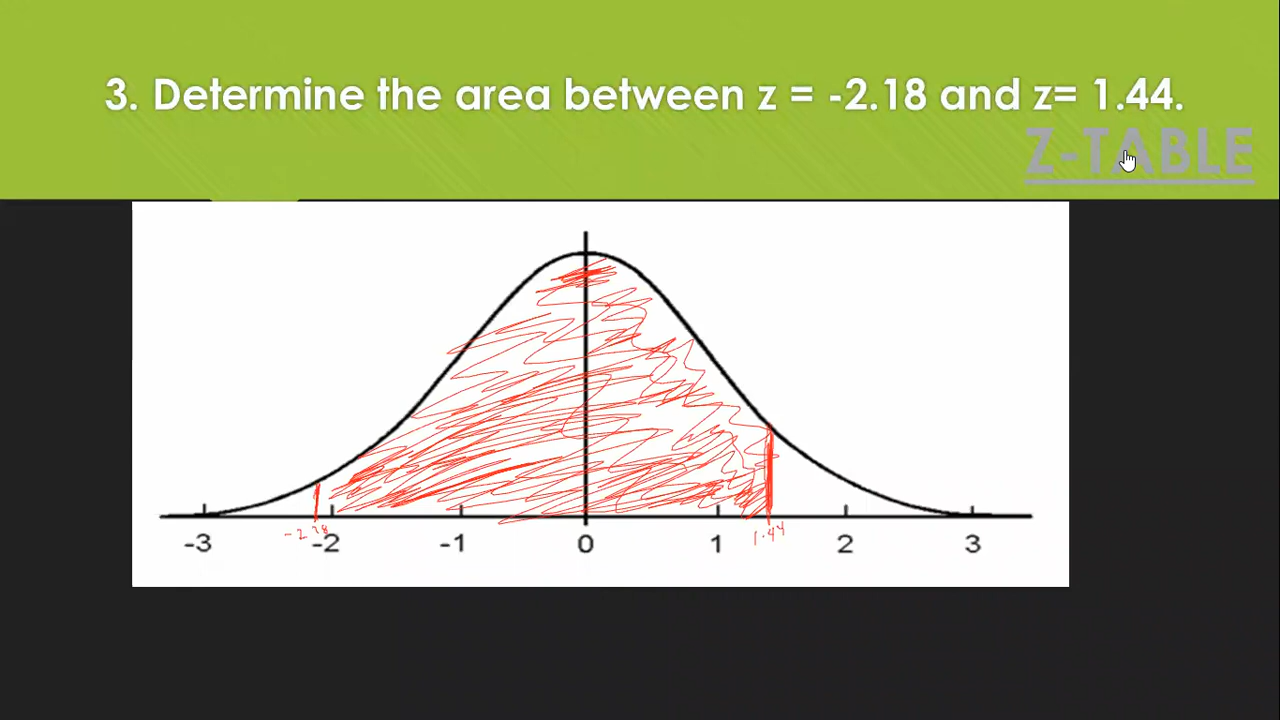 3. Determine the area between z = -2.18 and z= 1.44.
Z-TABLE
-2.18
1.44
-3 -2 -1 0 1 2 3